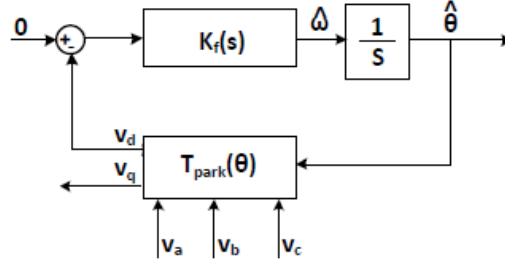 0
+
-
K_f(s)
ω̂
1
S
θ̂
v_d
v_q
T_park(θ)
v_a
v_b
v_c